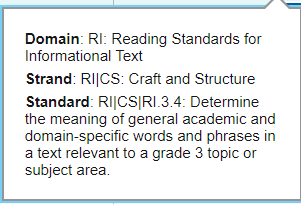 Domain: RI: Reading Standards for
Informational Text
Strand: RI|CS: Craft and Structure
Standard: RI|CS|RI.3.4: Determine
the meaning of general academic and
domain-specific words and phrases in
a text relevant to a grade 3 topic or
subject area.